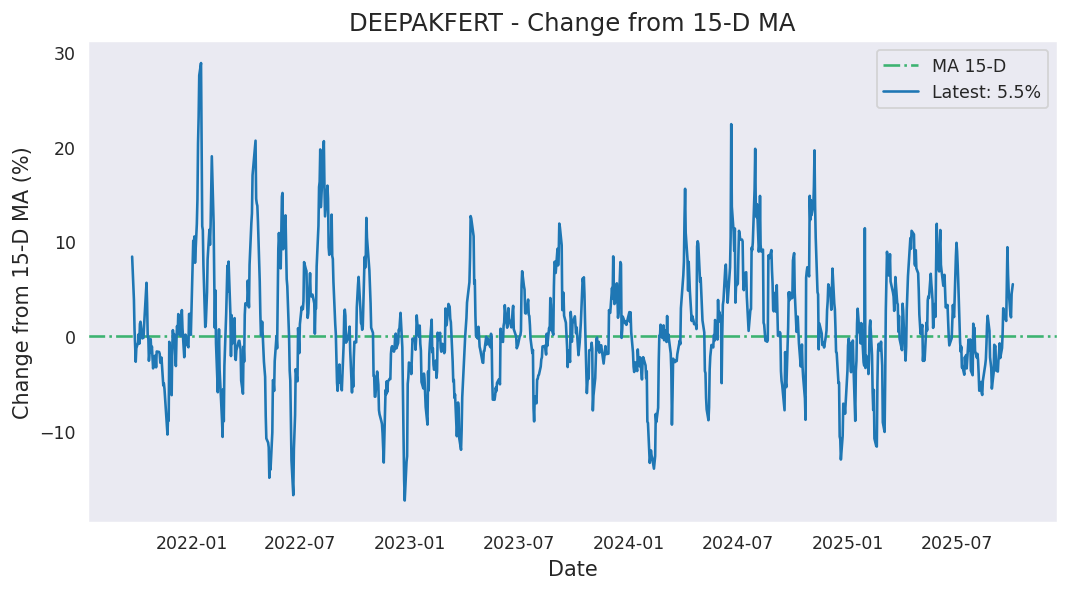 DEEPAKFERT - Change from 15-D MA
MA 15-D
Latest: 5.5%
Change from 15-D MA (%)
30
20
10
0
−10
2022-01
2022-07
2023-01
2023-07
2024-01
2024-07
2025-01
2025-07
Date